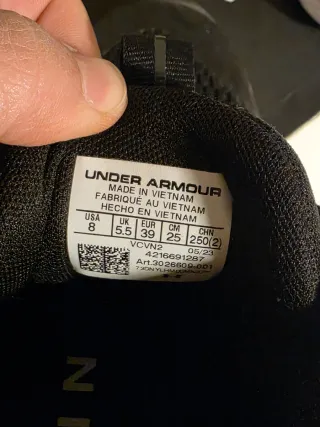 UNDER ARMOUR
MADE IN VIETNAM
FABRIQUÉ AU VIETNAM
HECHO EN VIETNAM
USA UK EUR CM CHN
8 5.5 39 25 250(2)
VCVN2 05/23
4216691287
Art.3026609-001
N